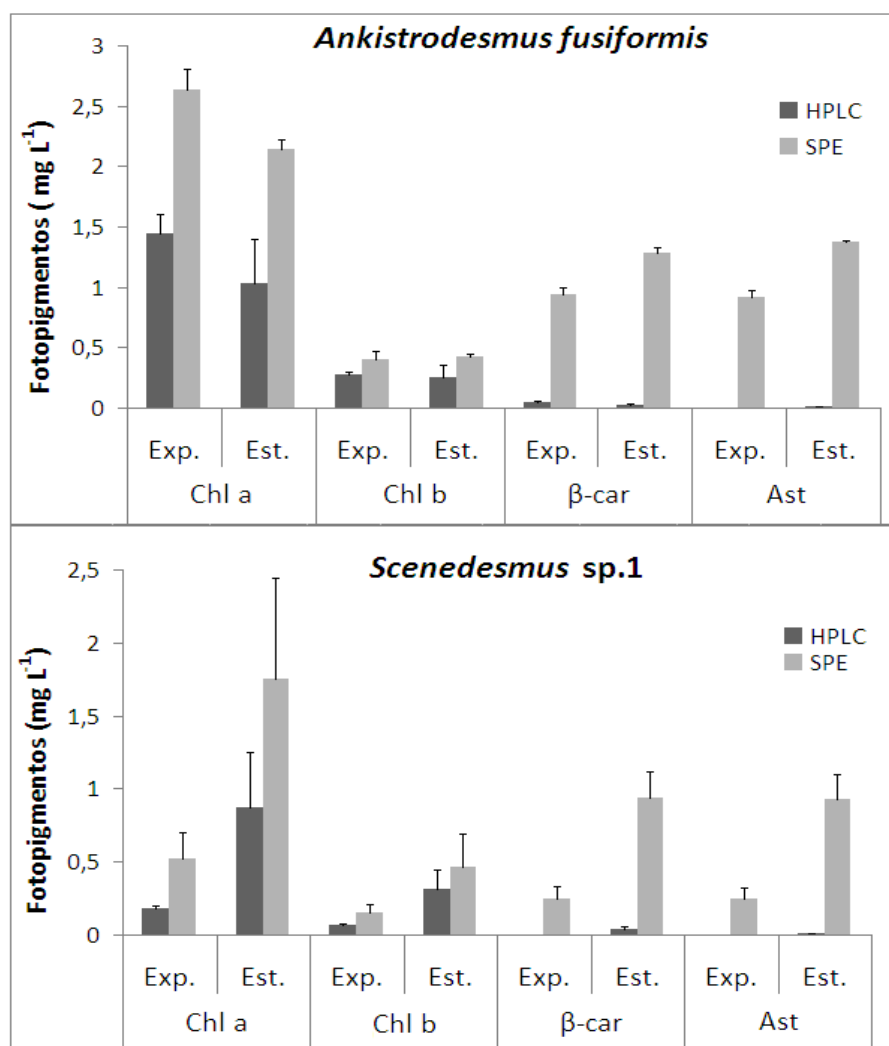 Ankistrodesmus fusiformis
Fotopigmentos ( mg L-1)
3
2,5
2
1,5
1
0,5
0
HPLC
SPE
Exp. Est. Exp. Est. Exp. Est. Exp. Est.
Chl a Chl b β-car Ast
Scenedesmus sp.1
Fotopigmentos (mg L-1)
2,5
2
1,5
1
0,5
0
HPLC
SPE
Exp. Est. Exp. Est. Exp. Est. Exp. Est.
Chl a Chl b β-car Ast